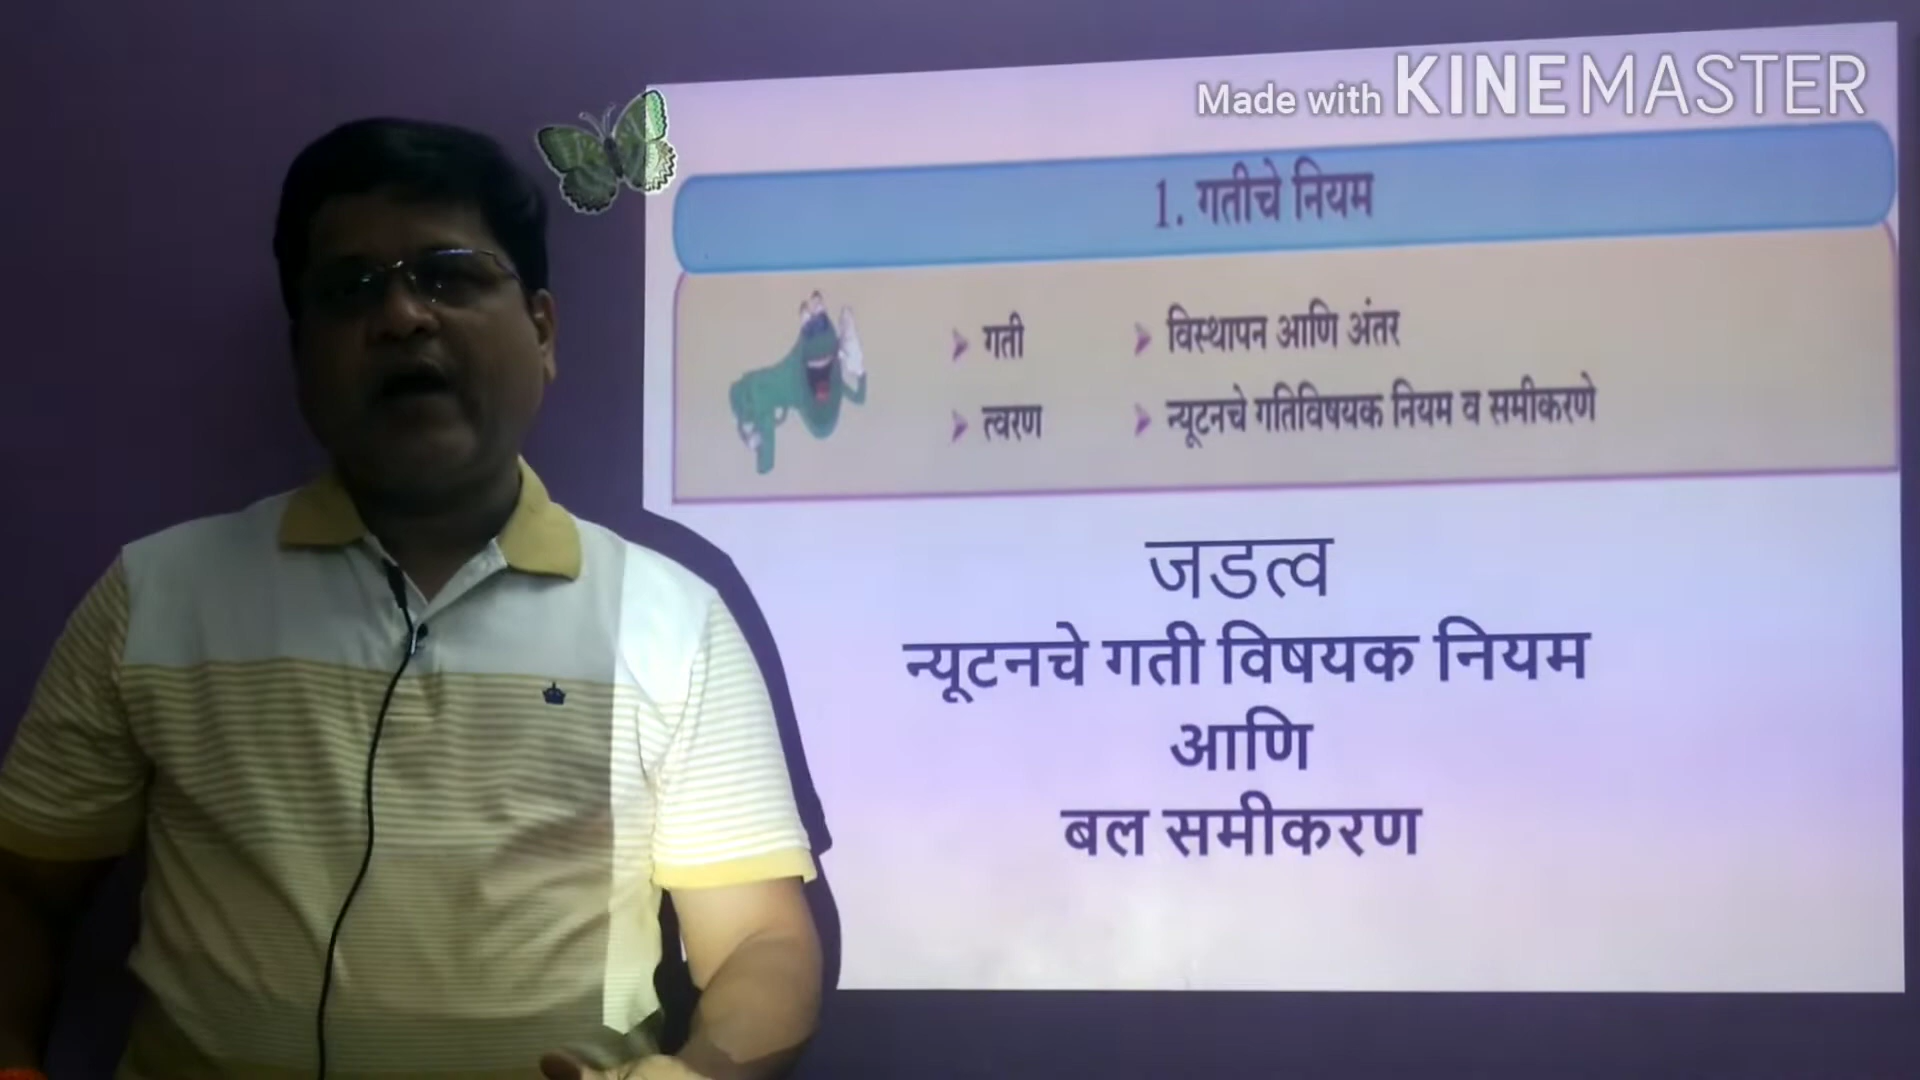 Made with KINEMASTER
1. गतीचे नियम
➤ गती ➤ विस्थापन आणि अंतर
➤ त्वरण ➤ न्यूटनचे गतिविषयक नियम व समीकरणे
जडत्व
न्यूटनचे गती विषयक नियम
आणि
बल समीकरण